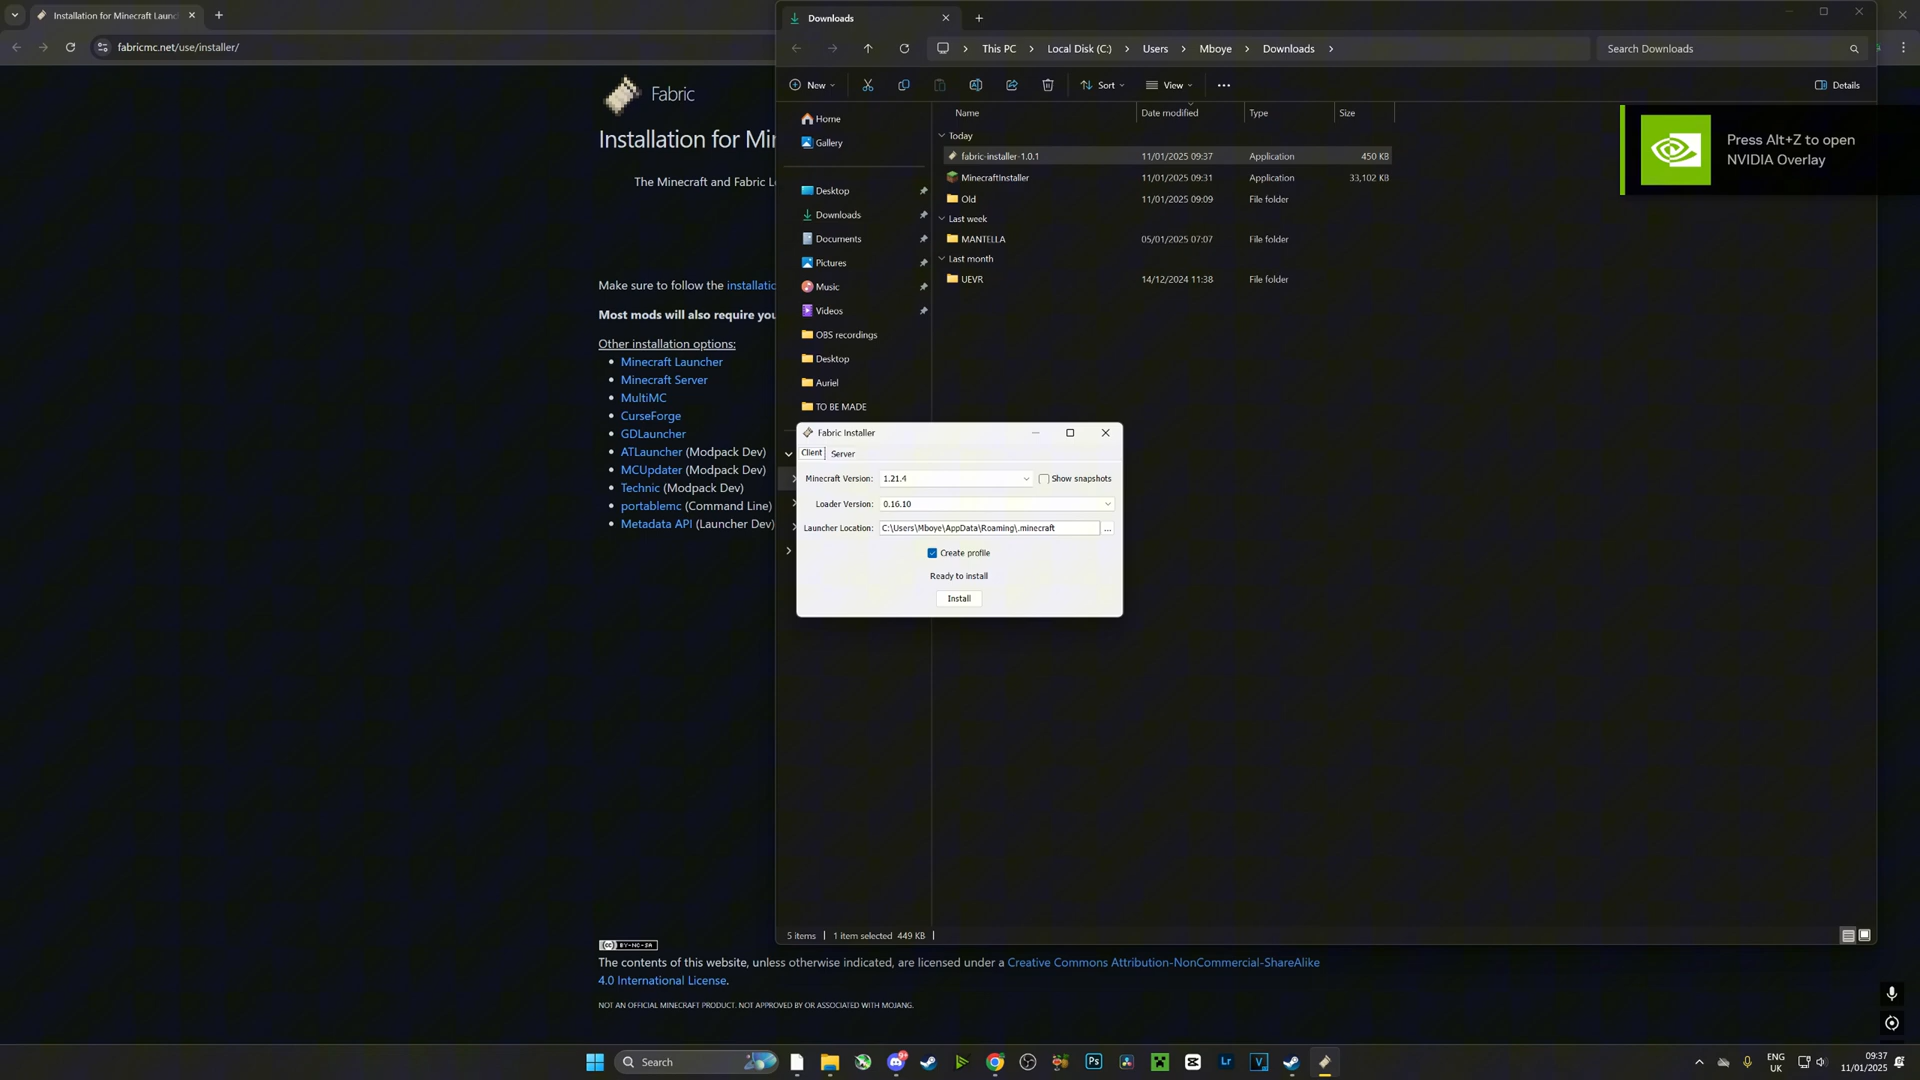 Installation for Minecraft Launc
fabricmc.net/use/installer/
Fabric
Installation for Mi
The Minecraft and Fabric L
Make sure to follow the installatio
Most mods will also require you
Other installation options:
Minecraft Launcher
Minecraft Server
MultiMC
CurseForge
GDLauncher
ATLauncher (Modpack Dev)
MCUpdater (Modpack Dev)
Technic (Modpack Dev)
portablemc (Command Line)
Metadata API (Launcher Dev)
BY-NC-SA
The contents of this website, unless otherwise indicated, are licensed under a Creative Commons Attribution-NonCommercial-ShareAlike
4.0 International License.
NOT AN OFFICIAL MINECRAFT PRODUCT. NOT APPROVED BY OR ASSOCIATED WITH MOJANG.
Downloads
This PC > Local Disk (C:) > Users > Mboye > Downloads >
Search Downloads
New
Sort
View
Details
Home
Gallery
Desktop
Downloads
Documents
Pictures
Music
Videos
OBS recordings
Desktop
Auriel
TO BE MADE
Name Date modified Type Size
Today
fabric-installer-1.0.1 11/01/2025 09:37 Application 450 KB
MinecraftInstaller 11/01/2025 09:31 Application 33,102 KB
Old 11/01/2025 09:09 File folder
Last week
MANTELLA 05/01/2025 07:07 File folder
Last month
UEVR 14/12/2024 11:38 File folder
5 items
1 item selected 449 KB
Press Alt+Z to open
NVIDIA Overlay
Fabric Installer
Client Server
Minecraft Version: 1.21.4 Show snapshots
Loader Version: 0.16.10
Launcher Location: C:\Users\Mboye\AppData\Roaming\.minecraft ...
Create profile
Ready to install
Install
Search
Ps
Lr
V
ENG
UK
09:37
11/01/2025